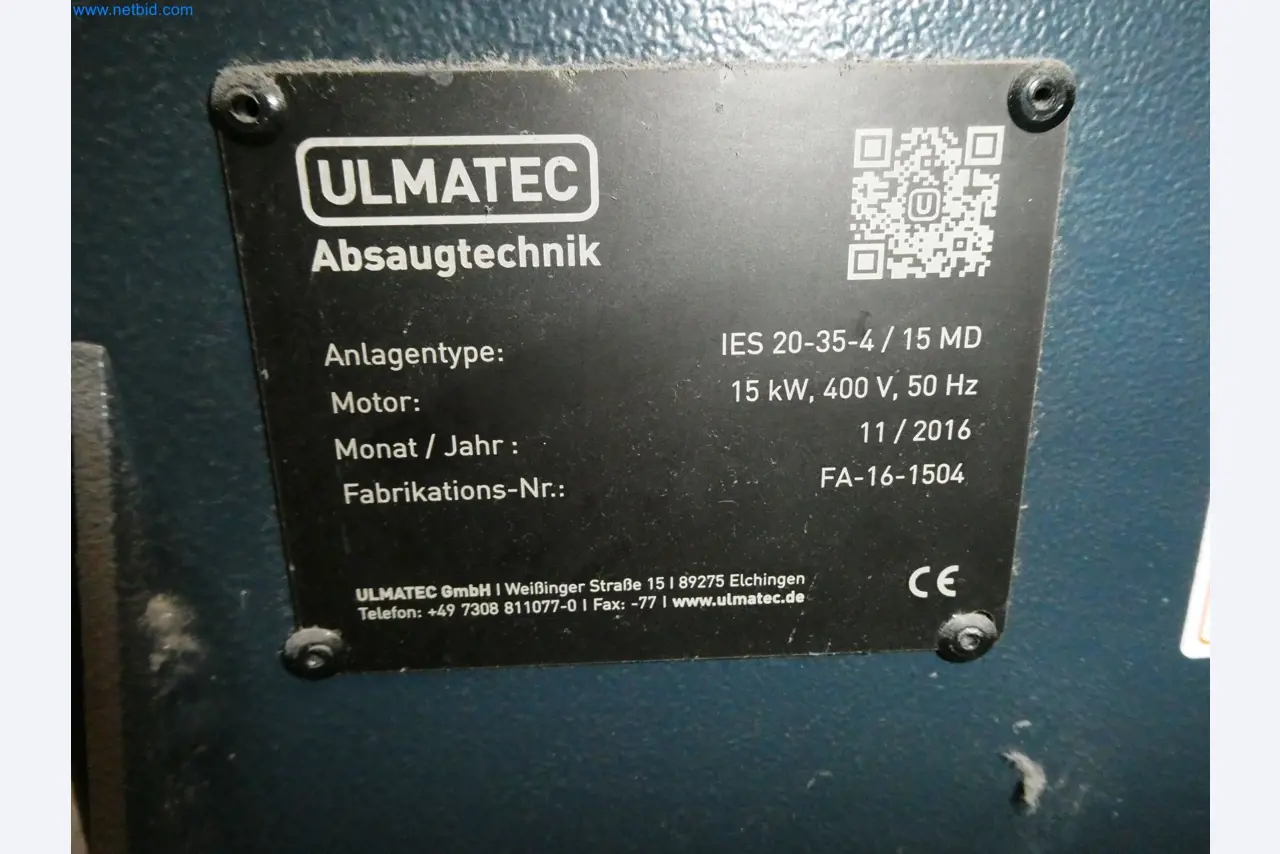 www.netbid.com
ULMATEC
Absaugtechnik
U
Anlagentype: IES 20-35-4 / 15 MD
Motor: 15 kW, 400 V, 50 Hz
Monat / Jahr : 11 / 2016
Fabrikations-Nr.: FA-16-1504
ULMATEC GmbH | Weißinger Straße 15 | 89275 Elchingen
Telefon: +49 7308 811077-0 | Fax: -77 | www.ulmatec.de
CE